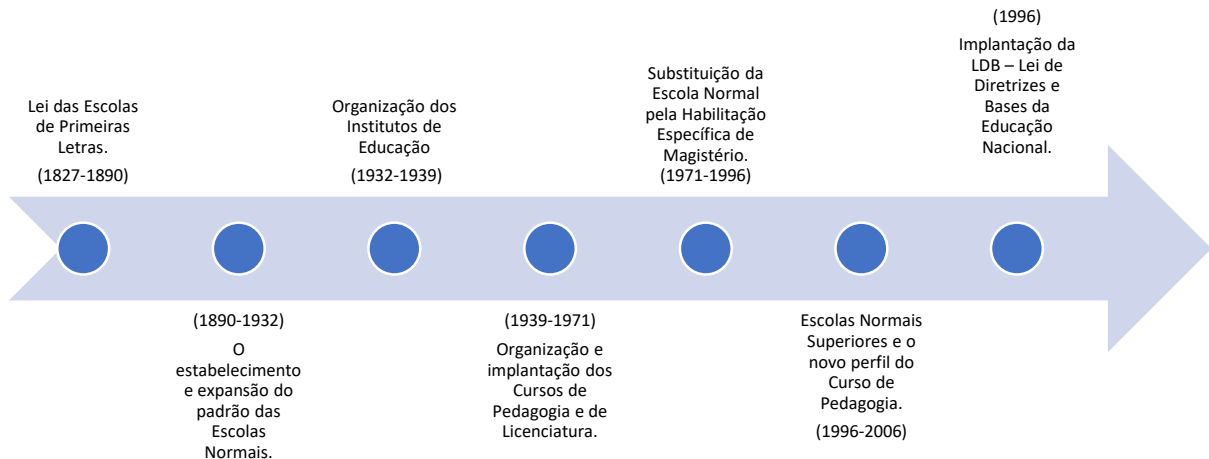 Lei das Escolas
de Primeiras
Letras.
(1827-1890)
(1890-1932)
O
estabelecimento
e expansão do
padrão das
Escolas
Normais.
Organização dos
Institutos de
Educação
(1932-1939)
(1939-1971)
Organização e
implantação dos
Cursos de
Pedagogia e de
Licenciatura.
Substituição da
Escola Normal
pela Habilitação
Específica de
Magistério.
(1971-1996)
Escolas Normais
Superiores e o
novo perfil do
Curso de
Pedagogia.
(1996-2006)
(1996)
Implantação da
LDB – Lei de
Diretrizes e
Bases da
Educação
Nacional.